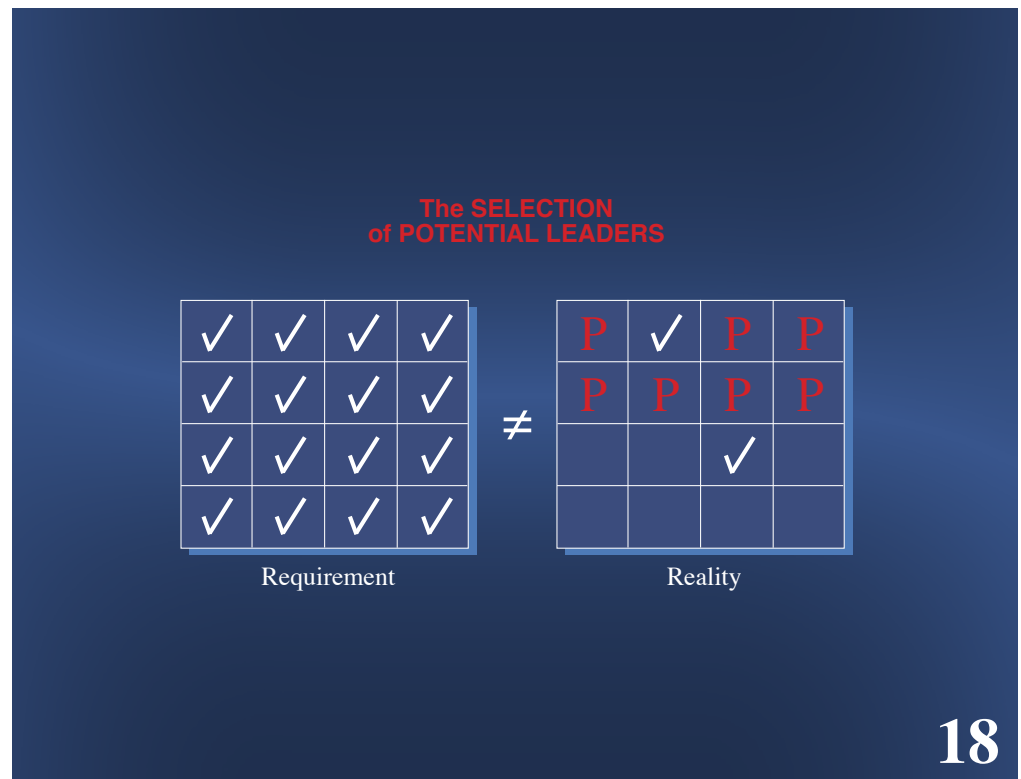 The SELECTION
of POTENTIAL LEADERS
✓ ✓ ✓ ✓
✓ ✓ ✓ ✓
✓ ✓ ✓ ✓
✓ ✓ ✓ ✓
Requirement
≠
P ✓ P P
P P P P
✓
Reality
18